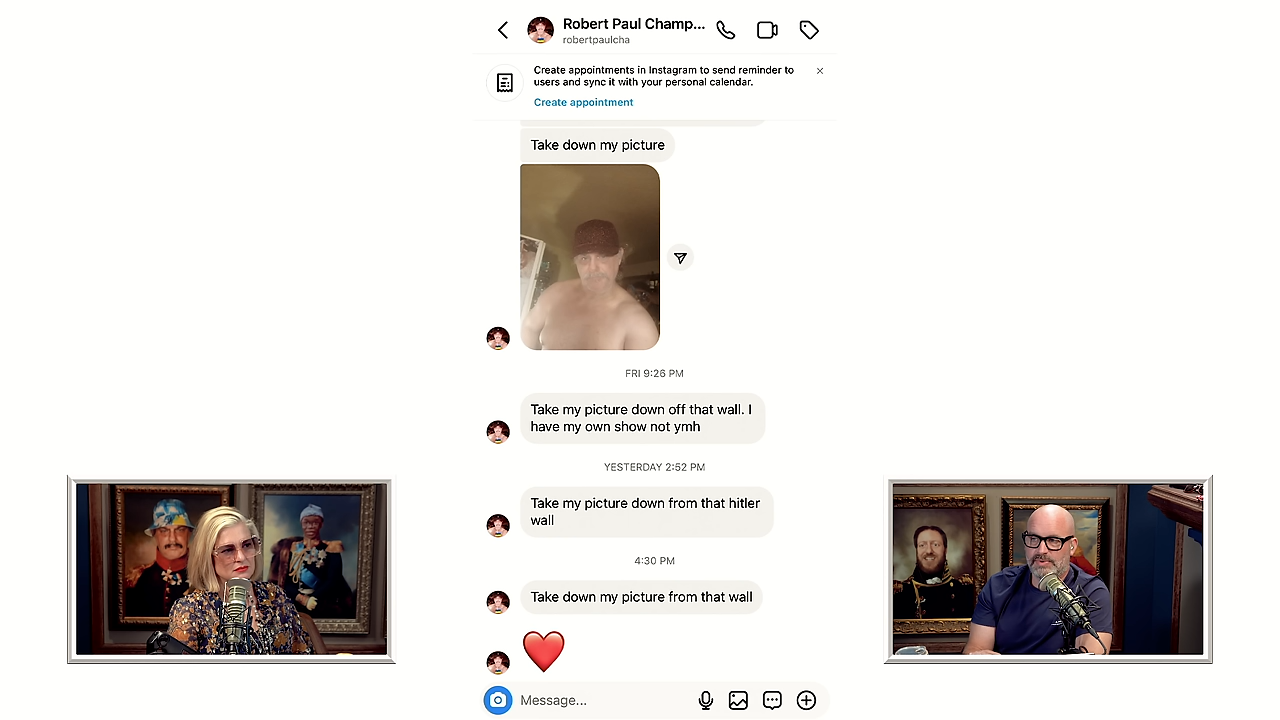 Robert Paul Champ...
robertpaulcha
Create appointments in Instagram to send reminder to
users and sync it with your personal calendar.
Create appointment
Take down my picture
FRI 9:26 PM
Take my picture down off that wall. I
have my own show not ymh
YESTERDAY 2:52 PM
Take my picture down from that hitler
wall
4:30 PM
Take down my picture from that wall
Message...